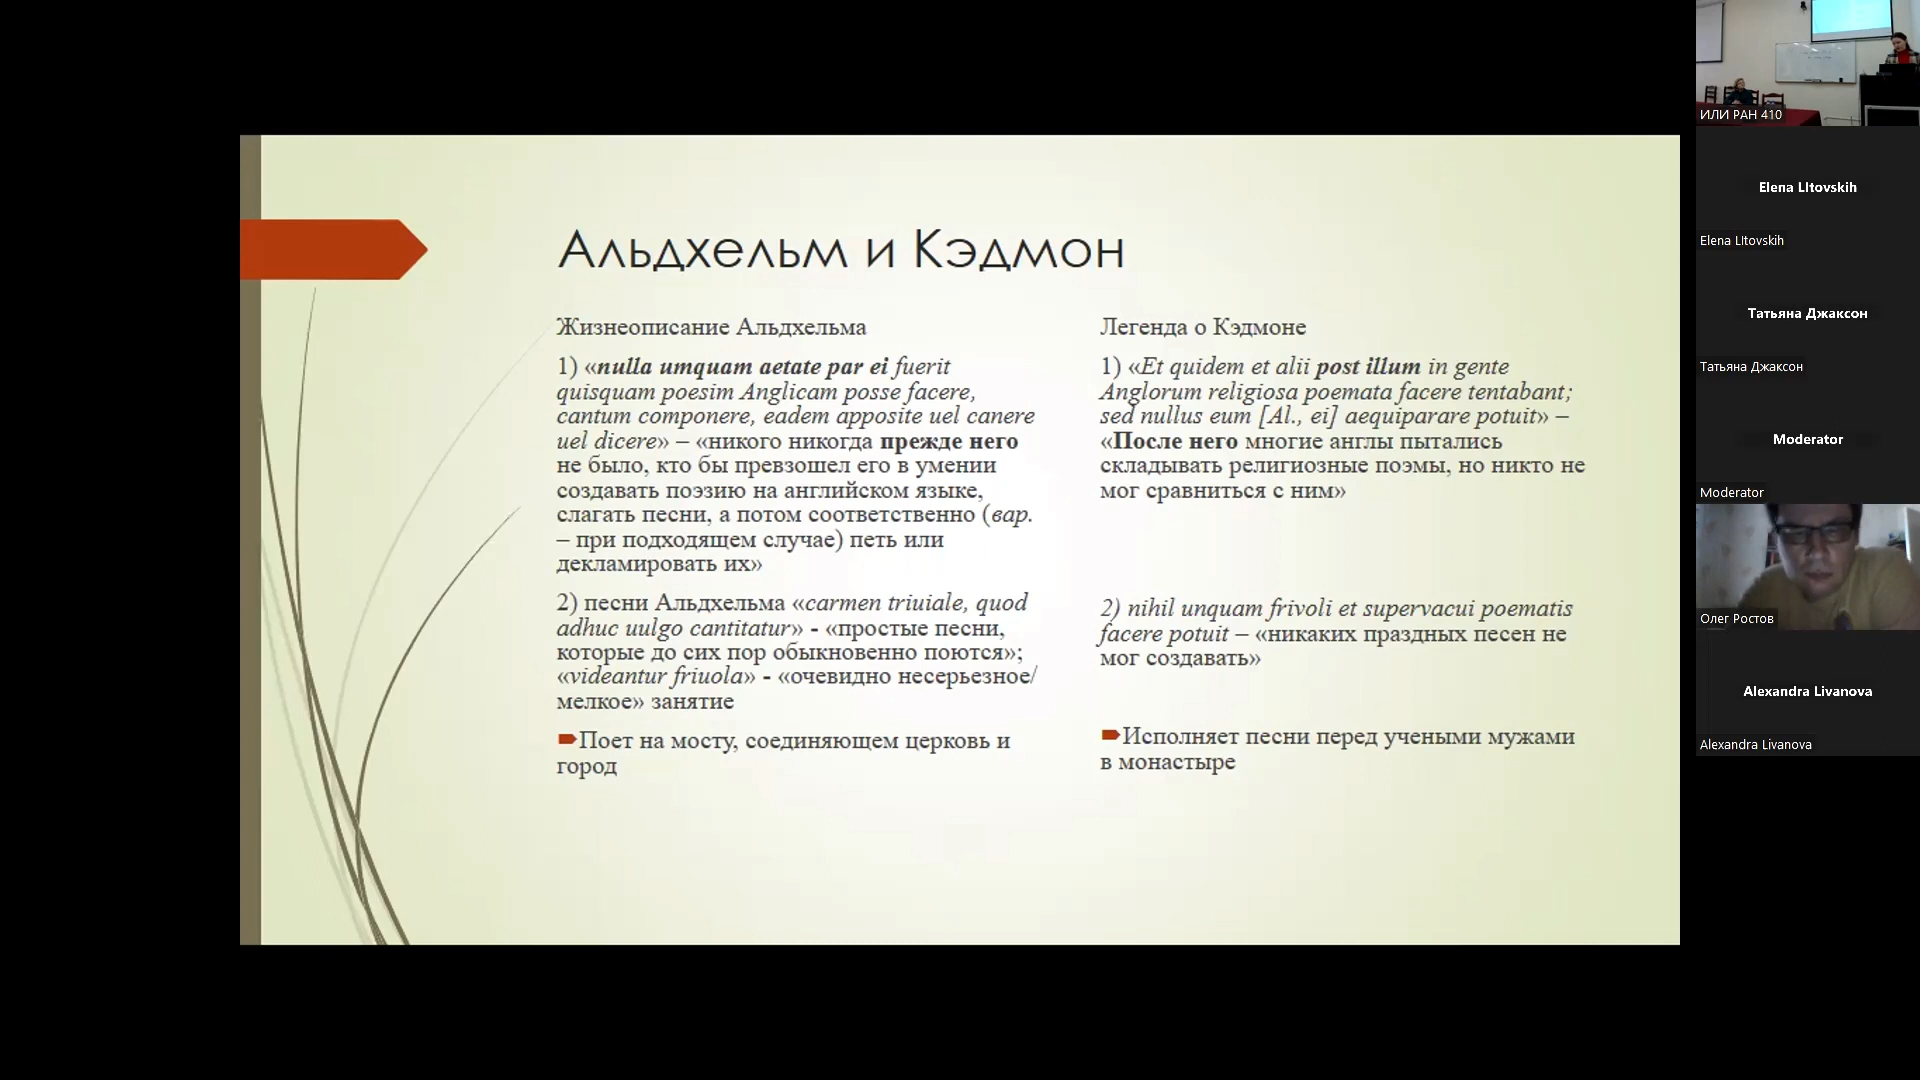 Альдхельм и Кэдмон
Жизнеописание Альдхельма
1) «nulla umquam aetate par ei fuerit
quisquam poesim Anglicam posse facere,
cantum componere, eadem apposite uel canere
uel dicere» – «никого никогда прежде него
не было, кто бы превзошел его в умении
создавать поэзию на английском языке,
слагать песни, а потом соответственно (вар.
– при подходящем случае) петь или
декламировать их»
2) песни Альдхельма «carmen triuiale, quod
adhuc uulgo cantitatur» - «простые песни,
которые до сих пор обыкновенно поются»;
«videantur friuola» - «очевидно несерьезное/
мелкое» занятие
Поет на мосту, соединяющем церковь и
город
Легенда о Кэдмоне
1) «Et quidem et alii post illum in gente
Anglorum religiosa poemata facere tentabant;
sed nullus eum [Al., ei] aequiparare potuit» –
«После него многие англы пытались
складывать религиозные поэмы, но никто не
мог сравниться с ним»
2) nihil unquam frivoli et supervacui poematis
facere potuit – «никаких праздных песен не
мог создавать»
Исполняет песни перед учеными мужами
в монастыре
ИЛИ РАН 410
Elena LItovskih
Elena LItovskih
Татьяна Джаксон
Татьяна Джаксон
Moderator
Moderator
Олег Ростов
Alexandra Livanova
Alexandra Livanova